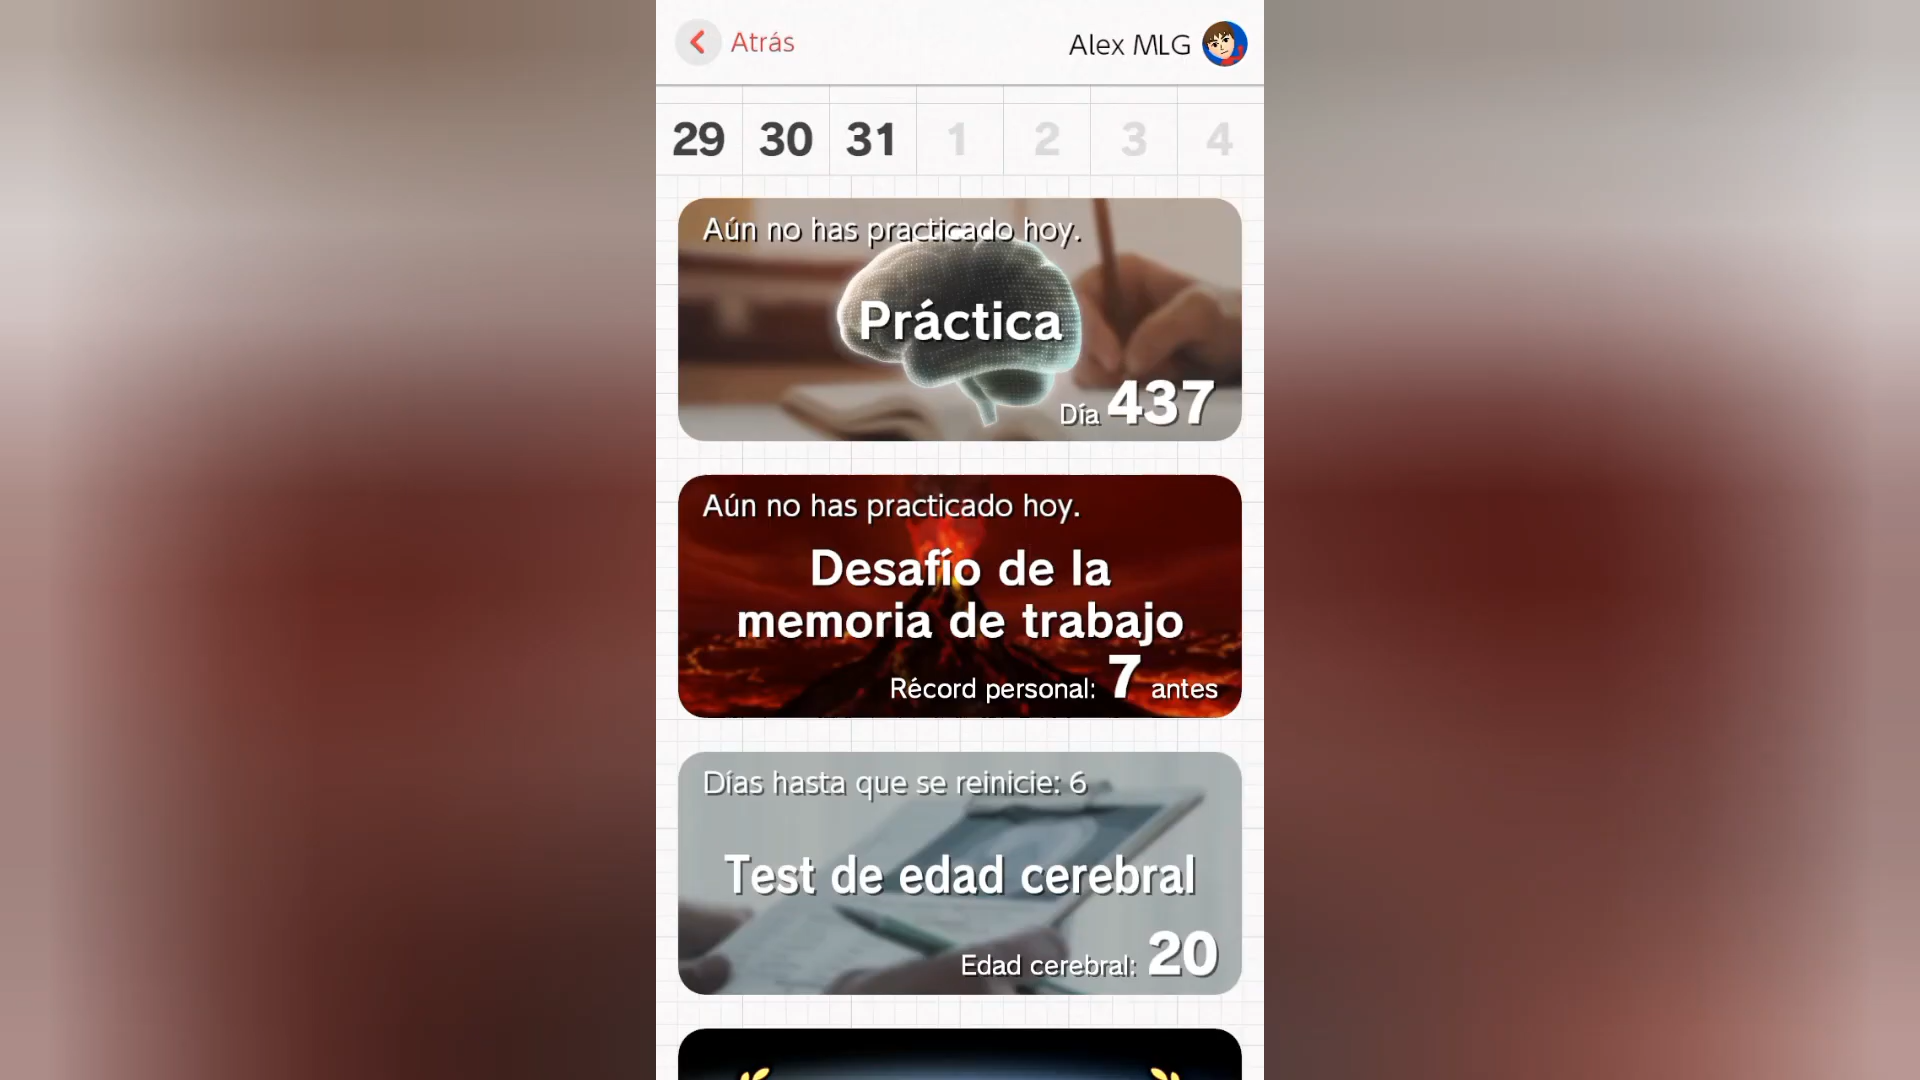 Atrás
Alex MLG
29 30 31 1 2 3 4
Aún no has practicado hoy.
Práctica
Día 437
Aún no has practicado hoy.
Desafío de la
memoria de trabajo
Récord personal: 7 antes
Días hasta que se reinicie: 6
Test de edad cerebral
Edad cerebral: 20